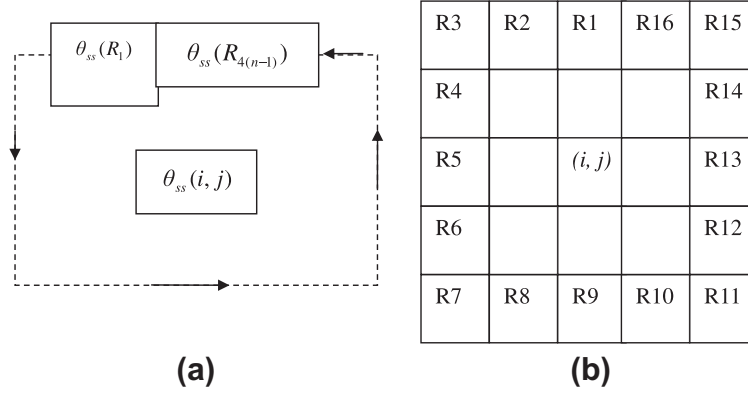 θss(R1) θss(R4(n−1))
θss(i, j)
(a)
R3 R2 R1 R16 R15
R4 R14
R5 (i, j) R13
R6 R12
R7 R8 R9 R10 R11
(b)